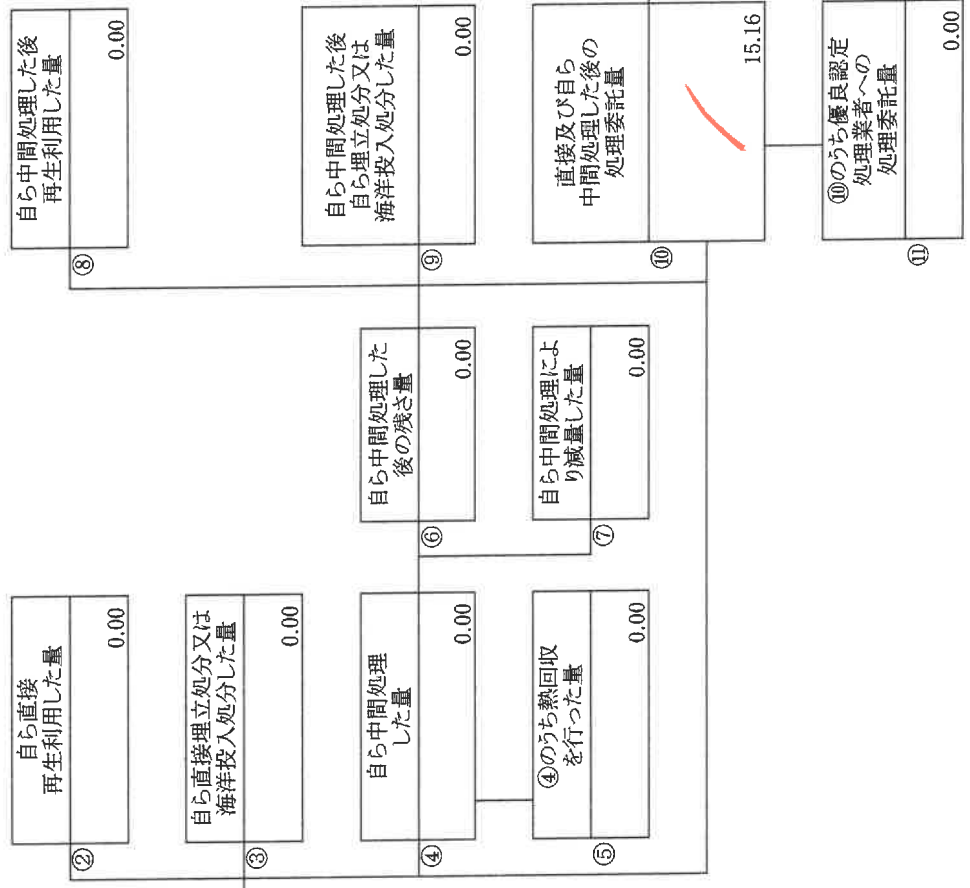 ②
自ら直接
再生利用した量
0.00
③
自ら直接埋立処分又は
海洋投入処分した量
0.00
④
自ら中間処理
した量
0.00
⑤
④のうち熱回収
を行った量
0.00
⑥
自ら中間処理した
後の残さ量
0.00
⑦
自ら中間処理によ
り減量した量
0.00
⑧
自ら中間処理した後
再生利用した量
0.00
⑨
自ら中間処理した後
自ら埋立処分又は
海洋投入処分した量
0.00
⑩
直接及び自ら
中間処理した後の
処理委託量
15.16
⑪
⑩のうち優良認定
処理業者への
処理委託量
0.00